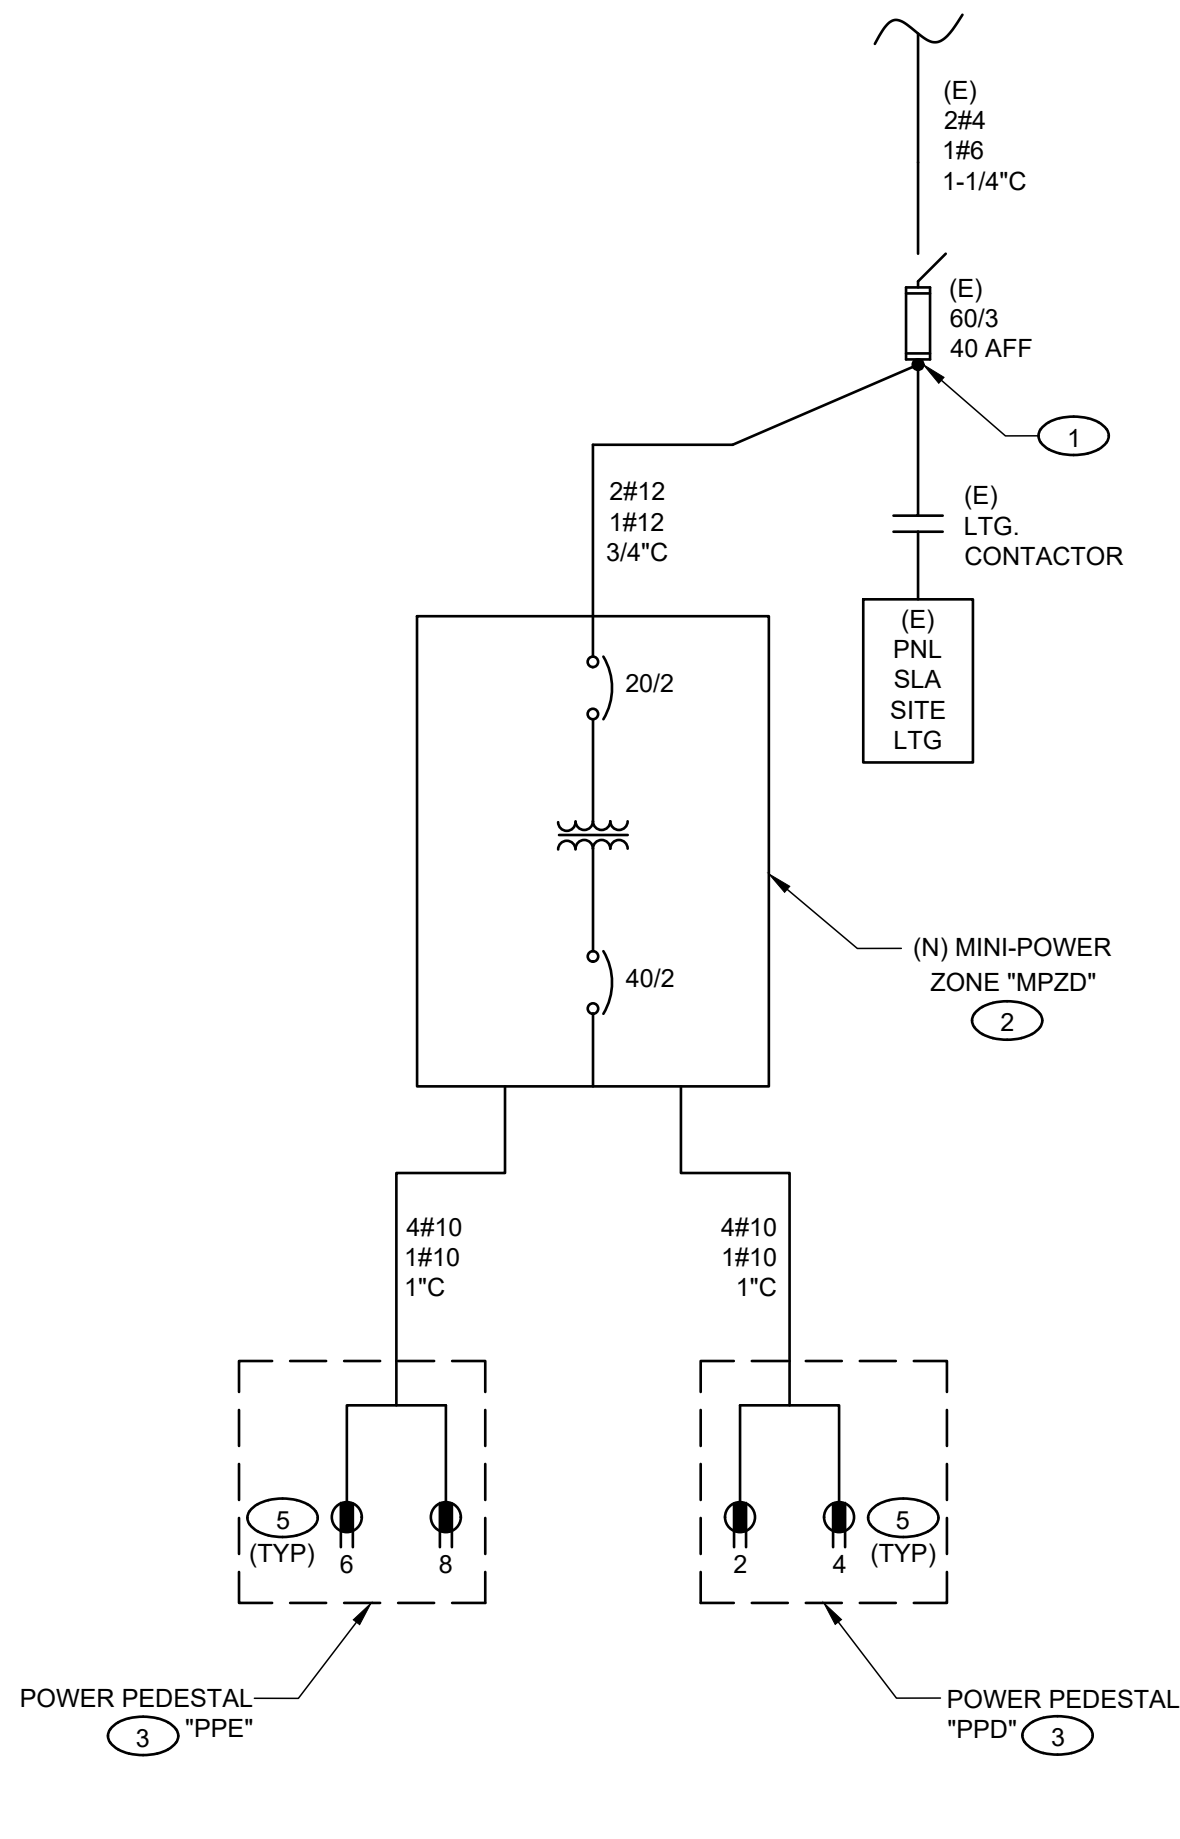 (E)
2#4
1#6
1-1/4"C
(E)
60/3
40 AFF
1
2#12
1#12
3/4"C
(E)
LTG.
CONTACTOR
(E)
PNL
SLA
SITE
LTG
20/2
40/2
(N) MINI-POWER
ZONE "MPZD"
2
4#10
1#10
1"C
4#10
1#10
1"C
5
(TYP)
6
8
2
4
5
(TYP)
POWER PEDESTAL
3 "PPE"
POWER PEDESTAL
"PPD" 3